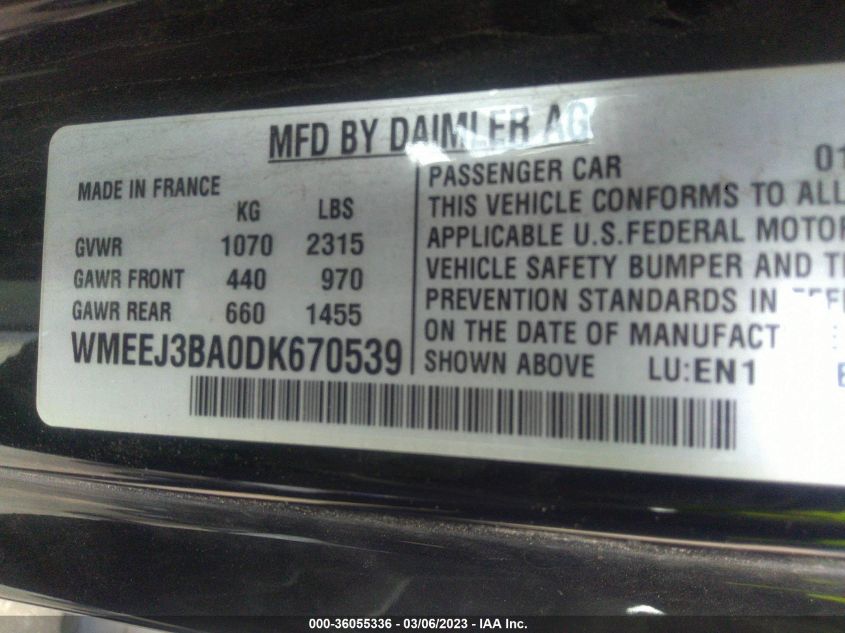 MFD BY DAIMLER AG
MADE IN FRANCE
KG LBS
GVWR 1070 2315
GAWR FRONT 440 970
GAWR REAR 660 1455
WMEEJ3BA0DK670539
PASSENGER CAR 01
THIS VEHICLE CONFORMS TO ALL
APPLICABLE U.S.FEDERAL MOTOR
VEHICLE SAFETY BUMPER AND
PREVENTION STANDARDS IN
ON THE DATE OF MANUFACT
SHOWN ABOVE LU:EN1
000-36055336 - 03/06/2023 - IAA Inc.